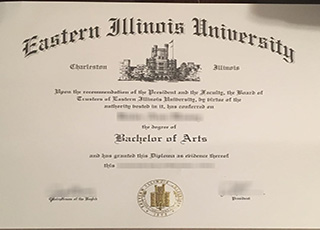 Eastern Illinois University
Charleston Illinois
Upon the recommendation of the President and the Faculty, the Board of
Trustees of Eastern Illinois University, by virtue of the
authority vested in it, has conferred on
the degree of
Bachelor of Arts
and has granted this Diploma as evidence thereof
this
President